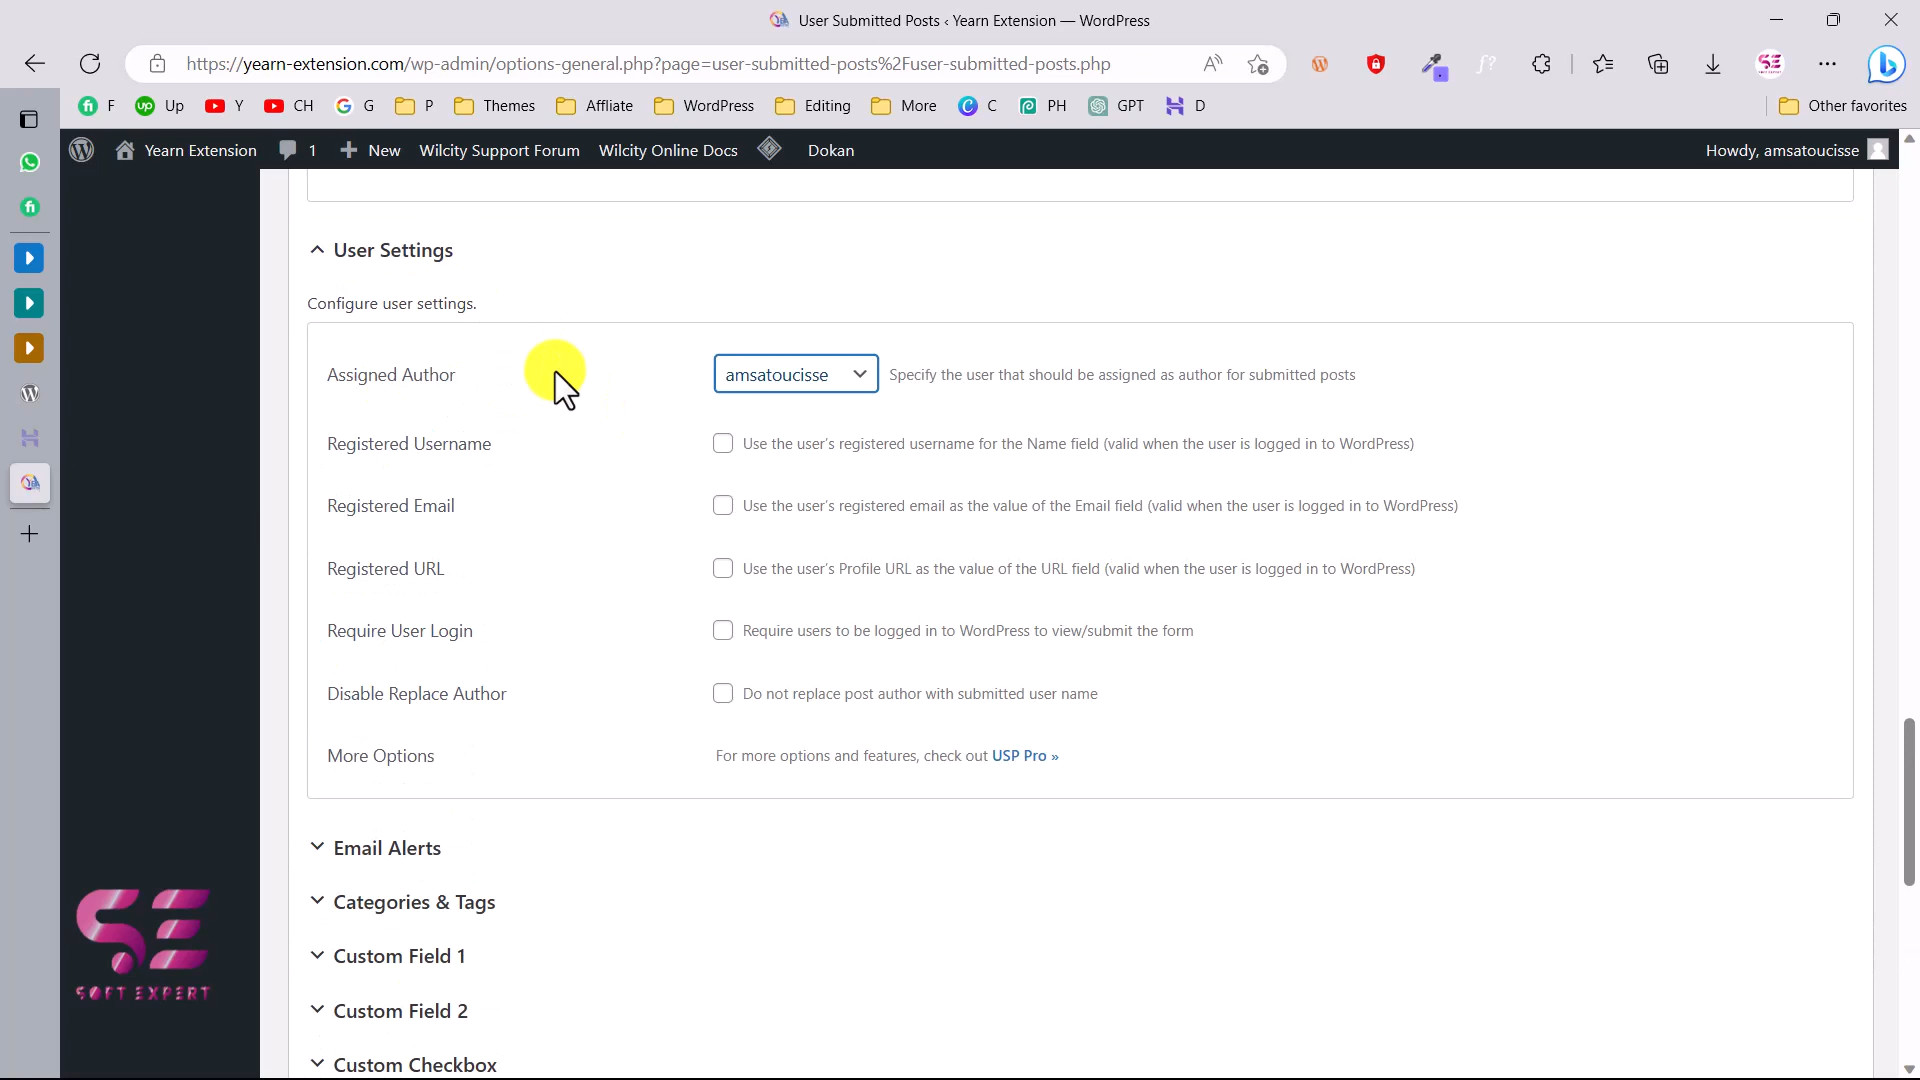 User Submitted Posts ‹ Yearn Extension — WordPress
https://yearn-extension.com/wp-admin/options-general.php?page=user-submitted-posts%2Fuser-submitted-posts.php
F Up Y CH G P Themes Affliate WordPress Editing More C PH GPT D Other favorites
Yearn Extension 1 New Wilcity Support Forum Wilcity Online Docs Dokan Howdy, amsatoucisse
User Settings
Configure user settings.
Assigned Author amsatoucisse Specify the user that should be assigned as author for submitted posts
Registered Username Use the user's registered username for the Name field (valid when the user is logged in to WordPress)
Registered Email Use the user's registered email as the value of the Email field (valid when the user is logged in to WordPress)
Registered URL Use the user's Profile URL as the value of the URL field (valid when the user is logged in to WordPress)
Require User Login Require users to be logged in to WordPress to view/submit the form
Disable Replace Author Do not replace post author with submitted user name
More Options For more options and features, check out USP Pro »
Email Alerts
Categories & Tags
Custom Field 1
Custom Field 2
Custom Checkbox
SE
SOFT EXPERT